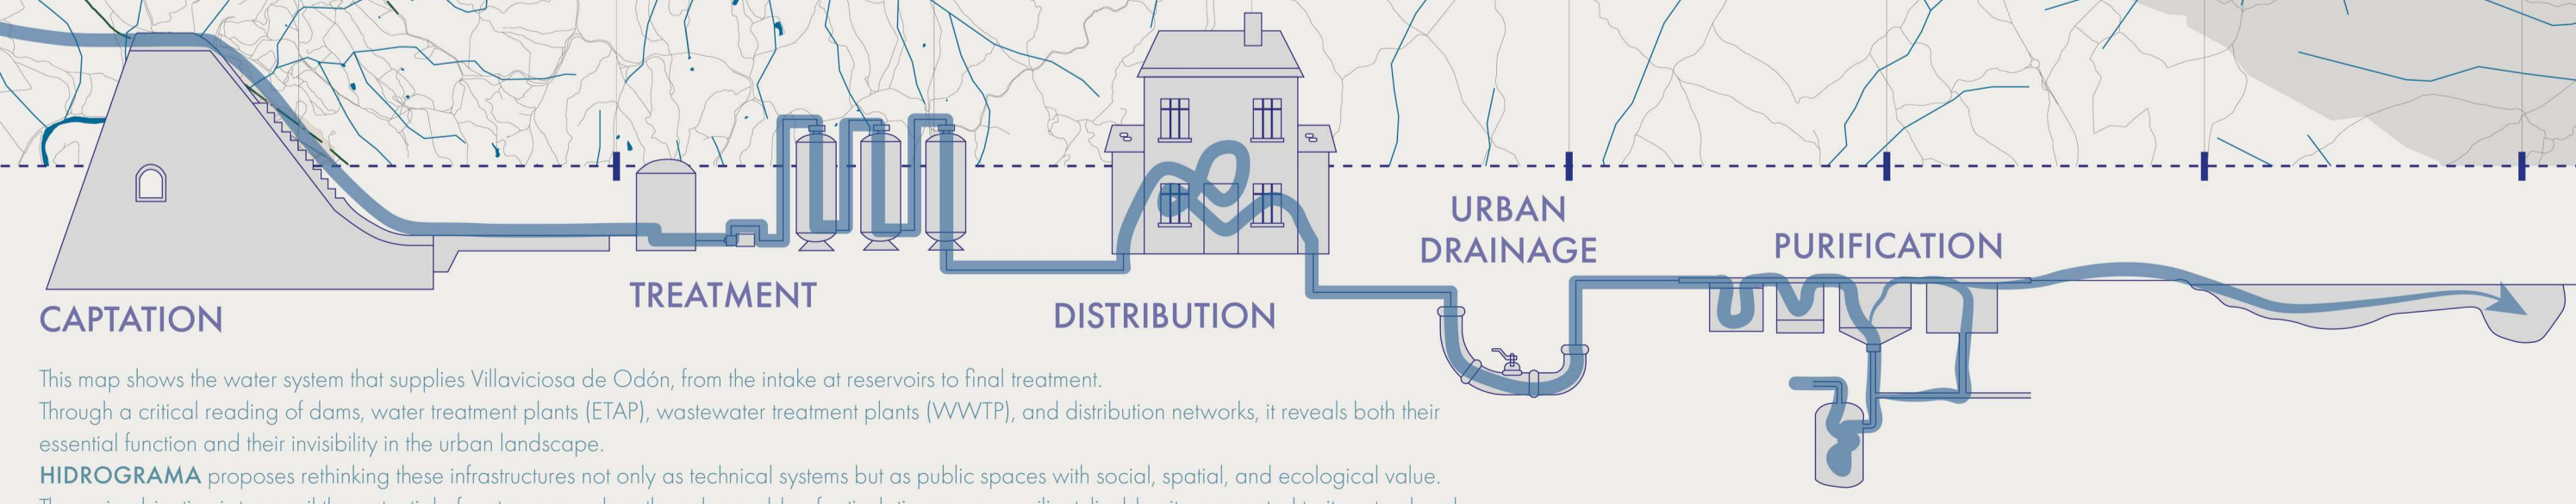 CAPTATION
TREATMENT
DISTRIBUTION
URBAN
DRAINAGE
PURIFICATION
This map shows the water system that supplies Villaviciosa de Odón, from the intake at reservoirs to final treatment.
Through a critical reading of dams, water treatment plants (ETAP), wastewater treatment plants (WWTP), and distribution networks, it reveals both their
essential function and their invisibility in the urban landscape.
HIDROGRAMA proposes rethinking these infrastructures not only as technical systems but as public spaces with social, spatial, and ecological value.